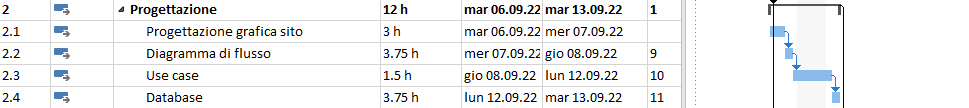 2 Progettazione 12 h mar 06.09.22 mar 13.09.22 1
2.1 Progettazione grafica sito 3 h mar 06.09.22 mer 07.09.22
2.2 Diagramma di flusso 3.75 h mer 07.09.22 gio 08.09.22 9
2.3 Use case 1.5 h gio 08.09.22 lun 12.09.22 10
2.4 Database 3.75 h lun 12.09.22 mar 13.09.22 11